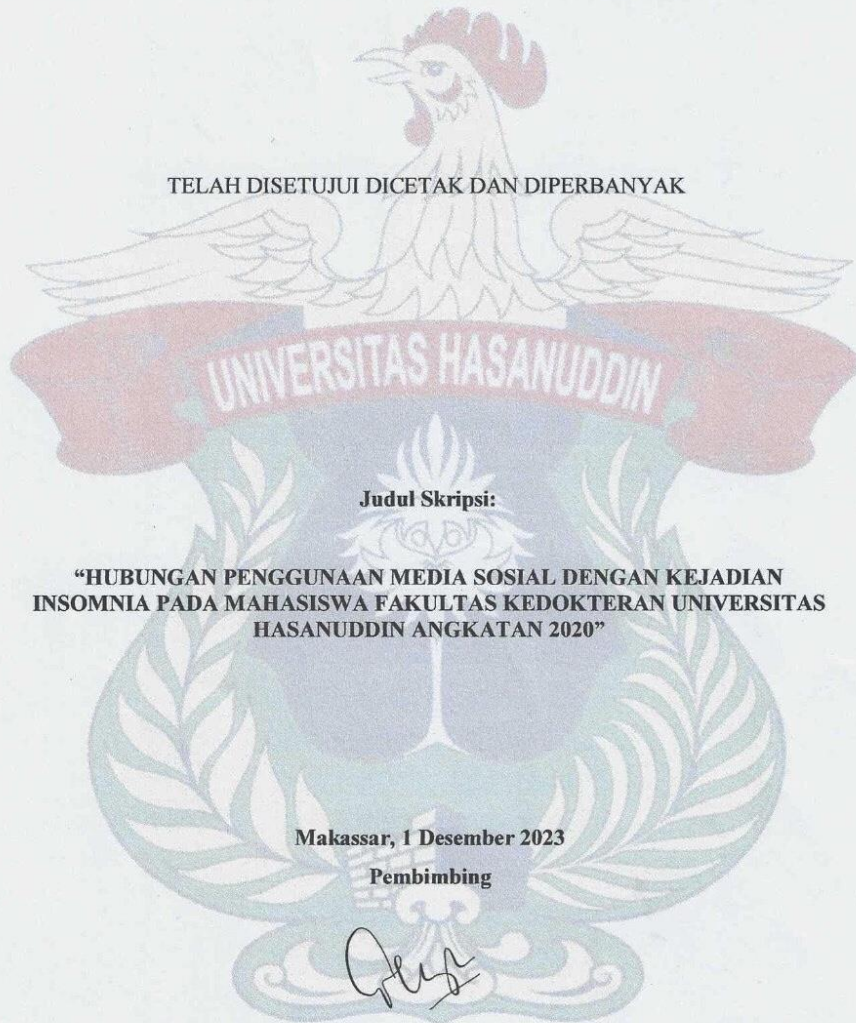 TELAH DISETUJUI DICETAK DAN DIPERBANYAK
UNIVERSITAS HASANUDDIN
Judul Skripsi:
“HUBUNGAN PENGGUNAAN MEDIA SOSIAL DENGAN KEJADIAN
INSOMNIA PADA MAHASISWA FAKULTAS KEDOKTERAN UNIVERSITAS
HASANUDDIN ANGKATAN 2020”
Makassar, 1 Desember 2023
Pembimbing